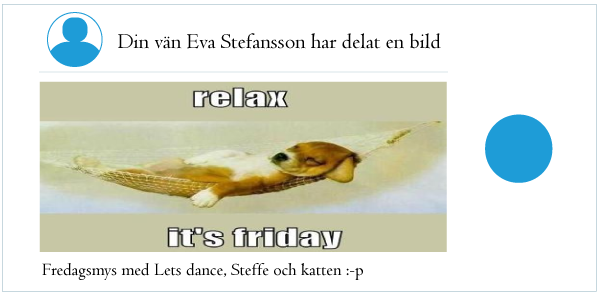 Din vän Eva Stefansson har delat en bild
relax
it's friday
Fredagsmys med Lets dance, Steffe och katten :-p